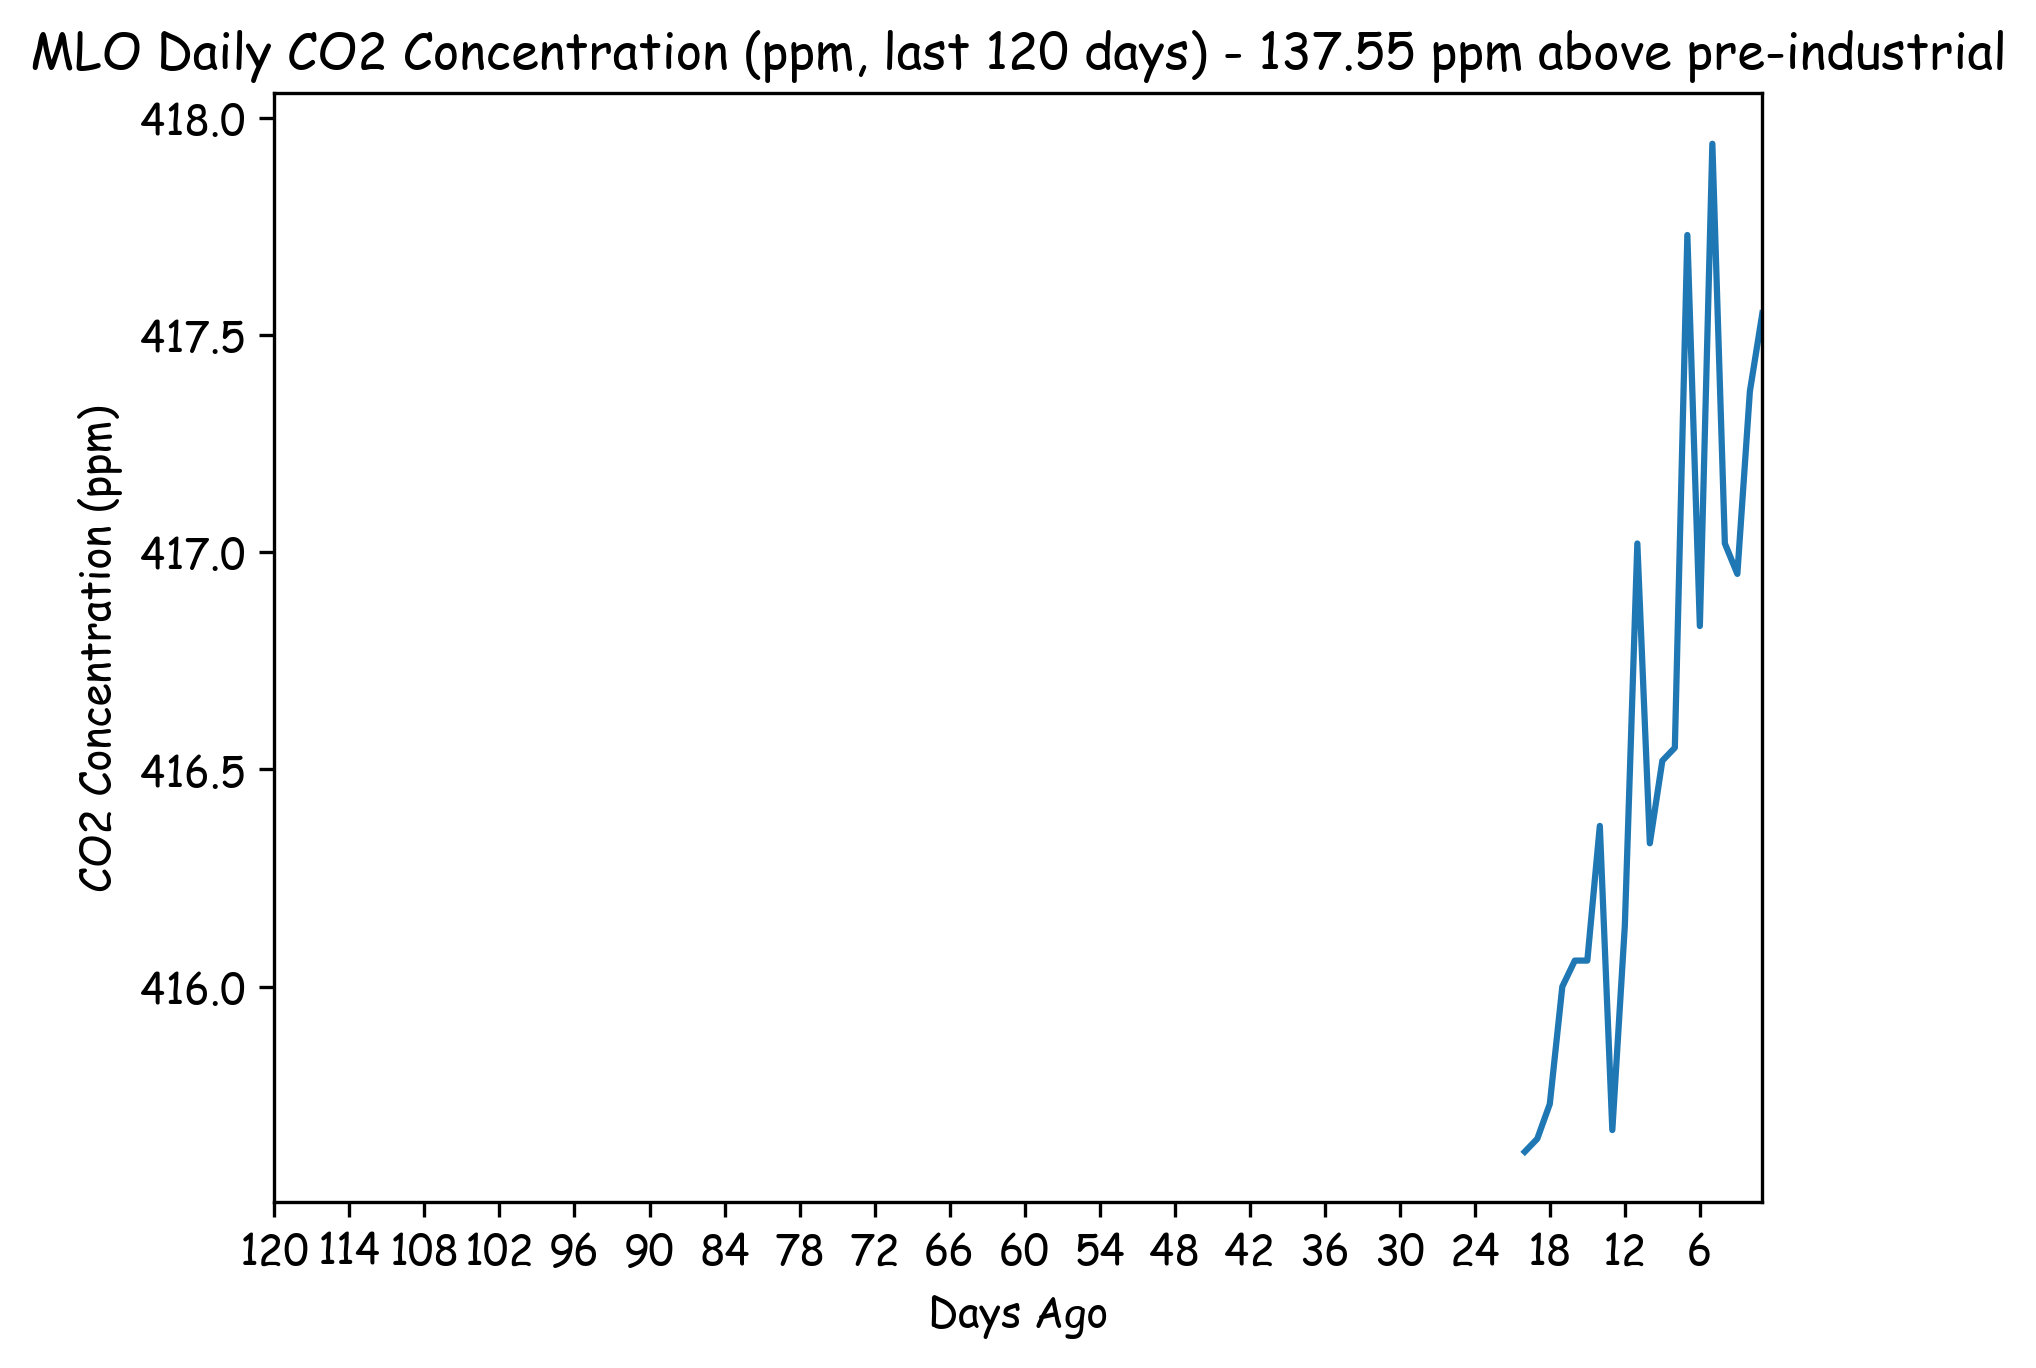 MLO Daily CO2 Concentration (ppm, last 120 days) - 137.55 ppm above pre-industrial
418.0
417.5
417.0
416.5
416.0
CO2 Concentration (ppm)
120 114 108 102 96 90 84 78 72 66 60 54 48 42 36 30 24 18 12 6
Days Ago